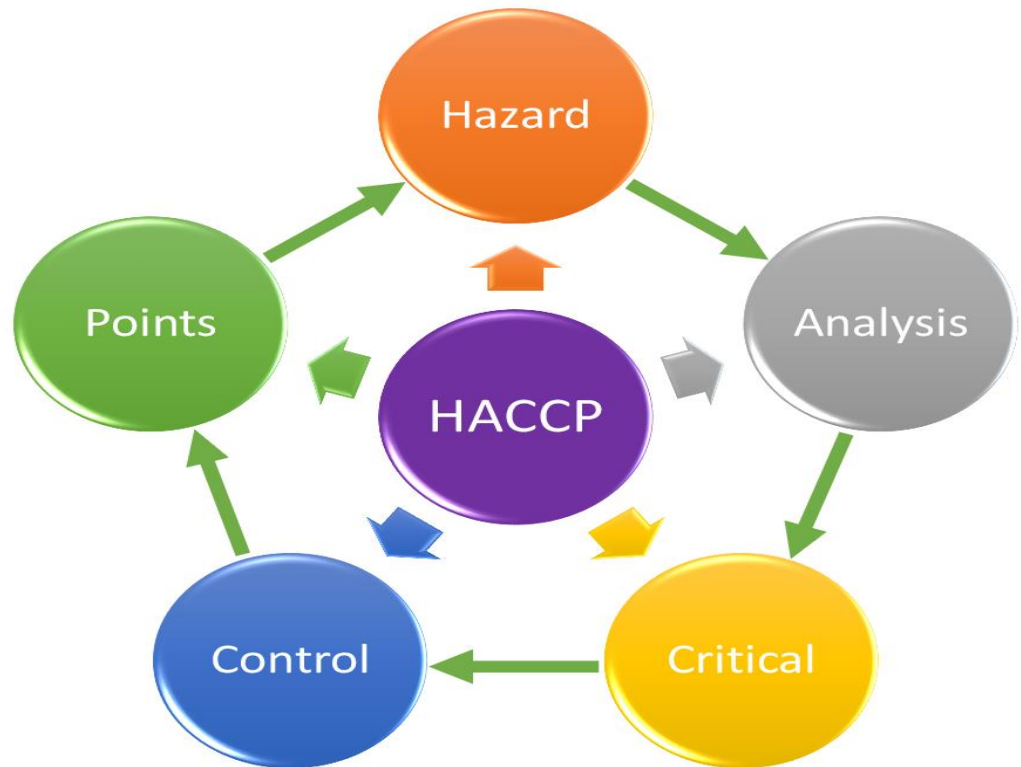 Hazard
Analysis
Critical
Control
Points
HACCP